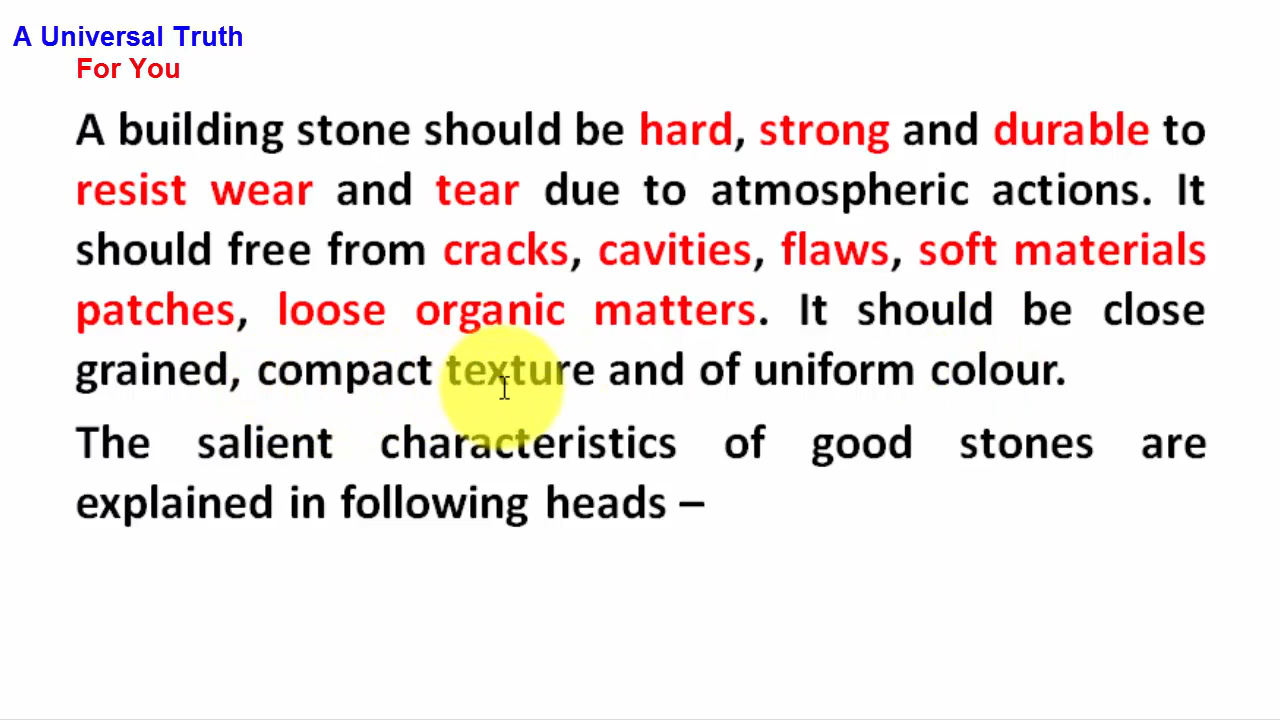 A Universal Truth
For You
A building stone should be hard, strong and durable to
resist wear and tear due to atmospheric actions. It
should free from cracks, cavities, flaws, soft materials
patches, loose organic matters. It should be close
grained, compact texture and of uniform colour.
The salient characteristics of good stones are
explained in following heads –